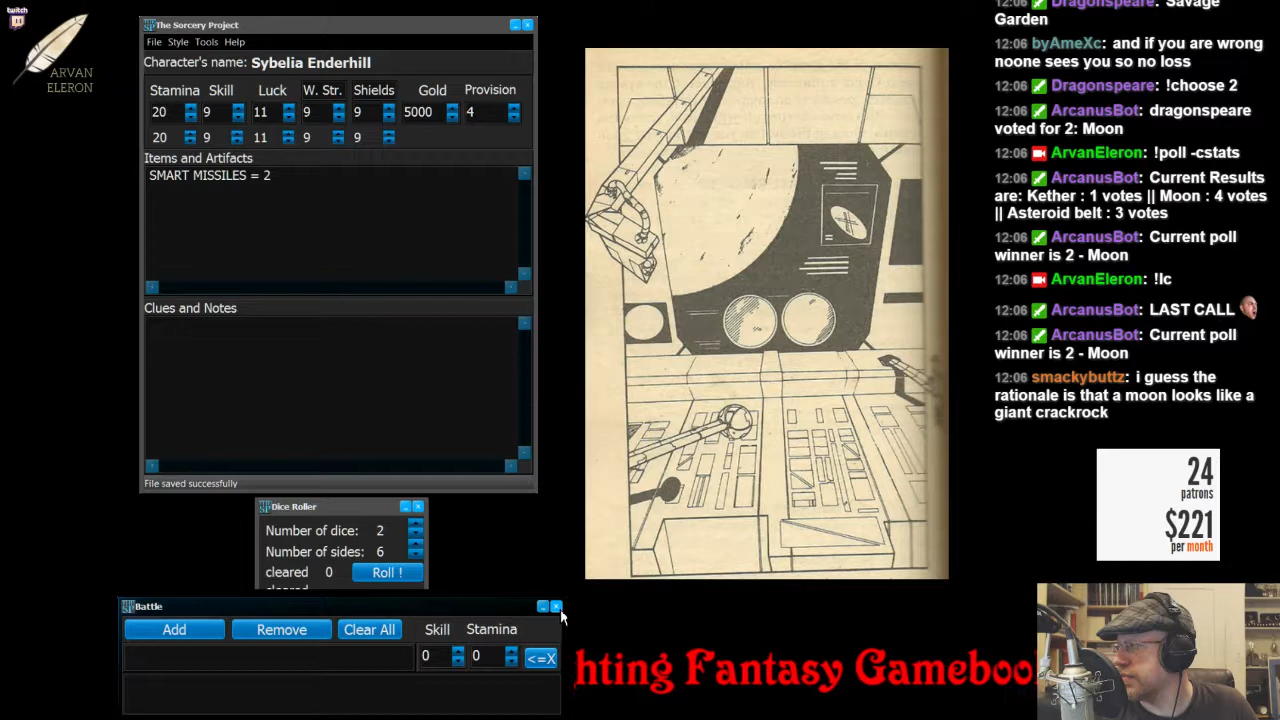 twitch
ARVAN
ELERON
The Sorcery Project
File Style Tools Help
Character's name: Sybelia Enderhill
Stamina Skill Luck W. Str. Shields Gold Provision
20 9 11 9 9 5000 4
20 9 11 9 9
Items and Artifacts
SMART MISSILES = 2
Clues and Notes
File saved successfully
Dice Roller
Number of dice: 2
Number of sides: 6
cleared 0 Roll !
cleared
Battle
Add Remove Clear All Skill Stamina
0 0 <=X
Dragonspeare: Savage
Garden
12:06 byAmeXc: and if you are wrong
noone sees you so no loss
12:06 Dragonspeare: !choose 2
12:06 ArcanusBot: dragonspeare
voted for 2: Moon
12:06 ArvanEleron: !poll -cstats
12:06 ArcanusBot: Current Results
are: Kether : 1 votes || Moon : 4 votes
|| Asteroid belt : 3 votes
12:06 ArcanusBot: Current poll
winner is 2 - Moon
12:06 ArvanEleron: !lc
12:06 ArcanusBot: LAST CALL
12:06 ArcanusBot: Current poll
winner is 2 - Moon
12:06 smackybuttz: i guess the
rationale is that a moon looks like a
giant crackrock
24
patrons
$221
per month
hting Fantasy Gameboo